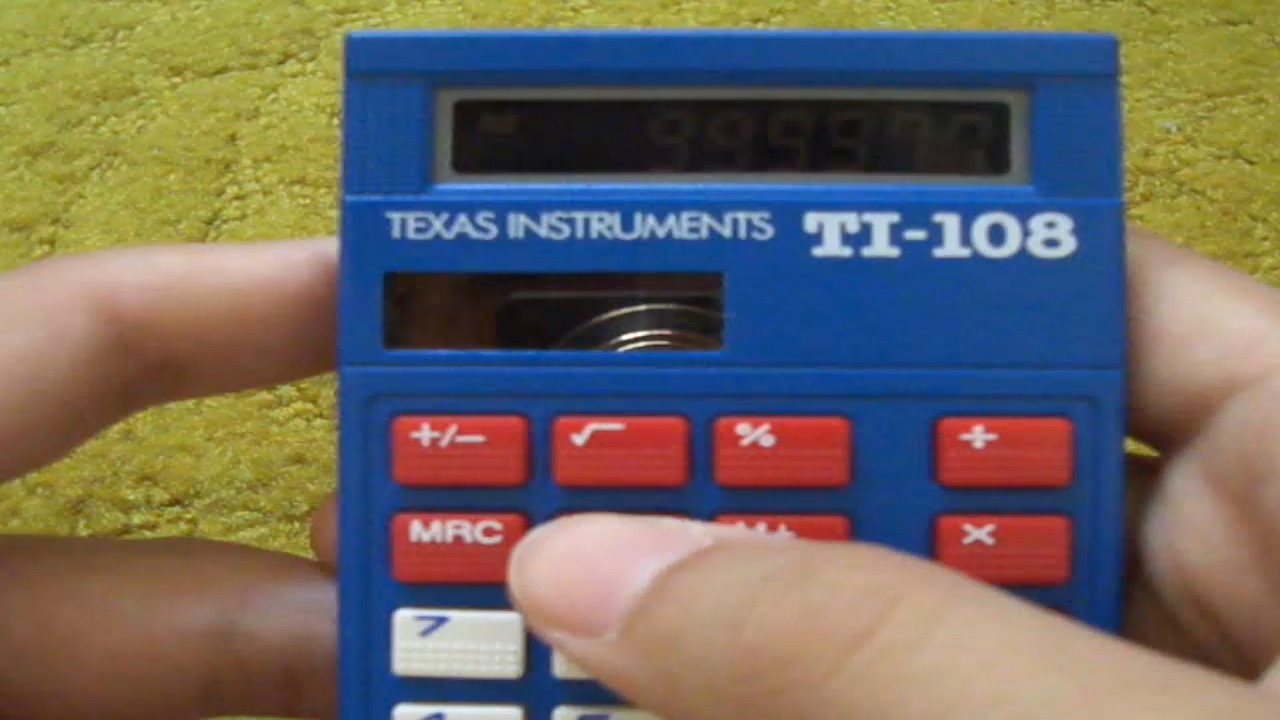 TEXAS INSTRUMENTS TI-108
+/− √ % ÷
MRC M+ ×
7